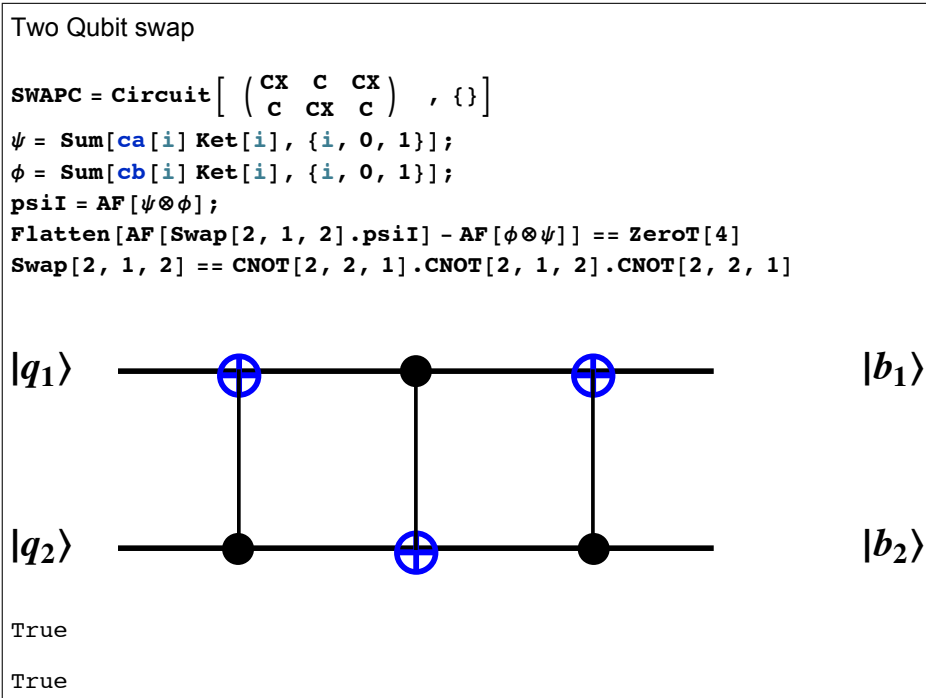 Two Qubit swap
SWAPC = Circuit[ ( CX C CX
C CX C ) , {}]
ψ = Sum[ca[i] Ket[i], {i, 0, 1}];
ϕ = Sum[cb[i] Ket[i], {i, 0, 1}];
psiI = AF[ψ⊗ϕ];
Flatten[AF[Swap[2, 1, 2].psiI] - AF[ϕ⊗ψ]] == ZeroT[4]
Swap[2, 1, 2] == CNOT[2, 2, 1].CNOT[2, 1, 2].CNOT[2, 2, 1]
|q₁⟩ |b₁⟩
|q₂⟩ |b₂⟩
True
True